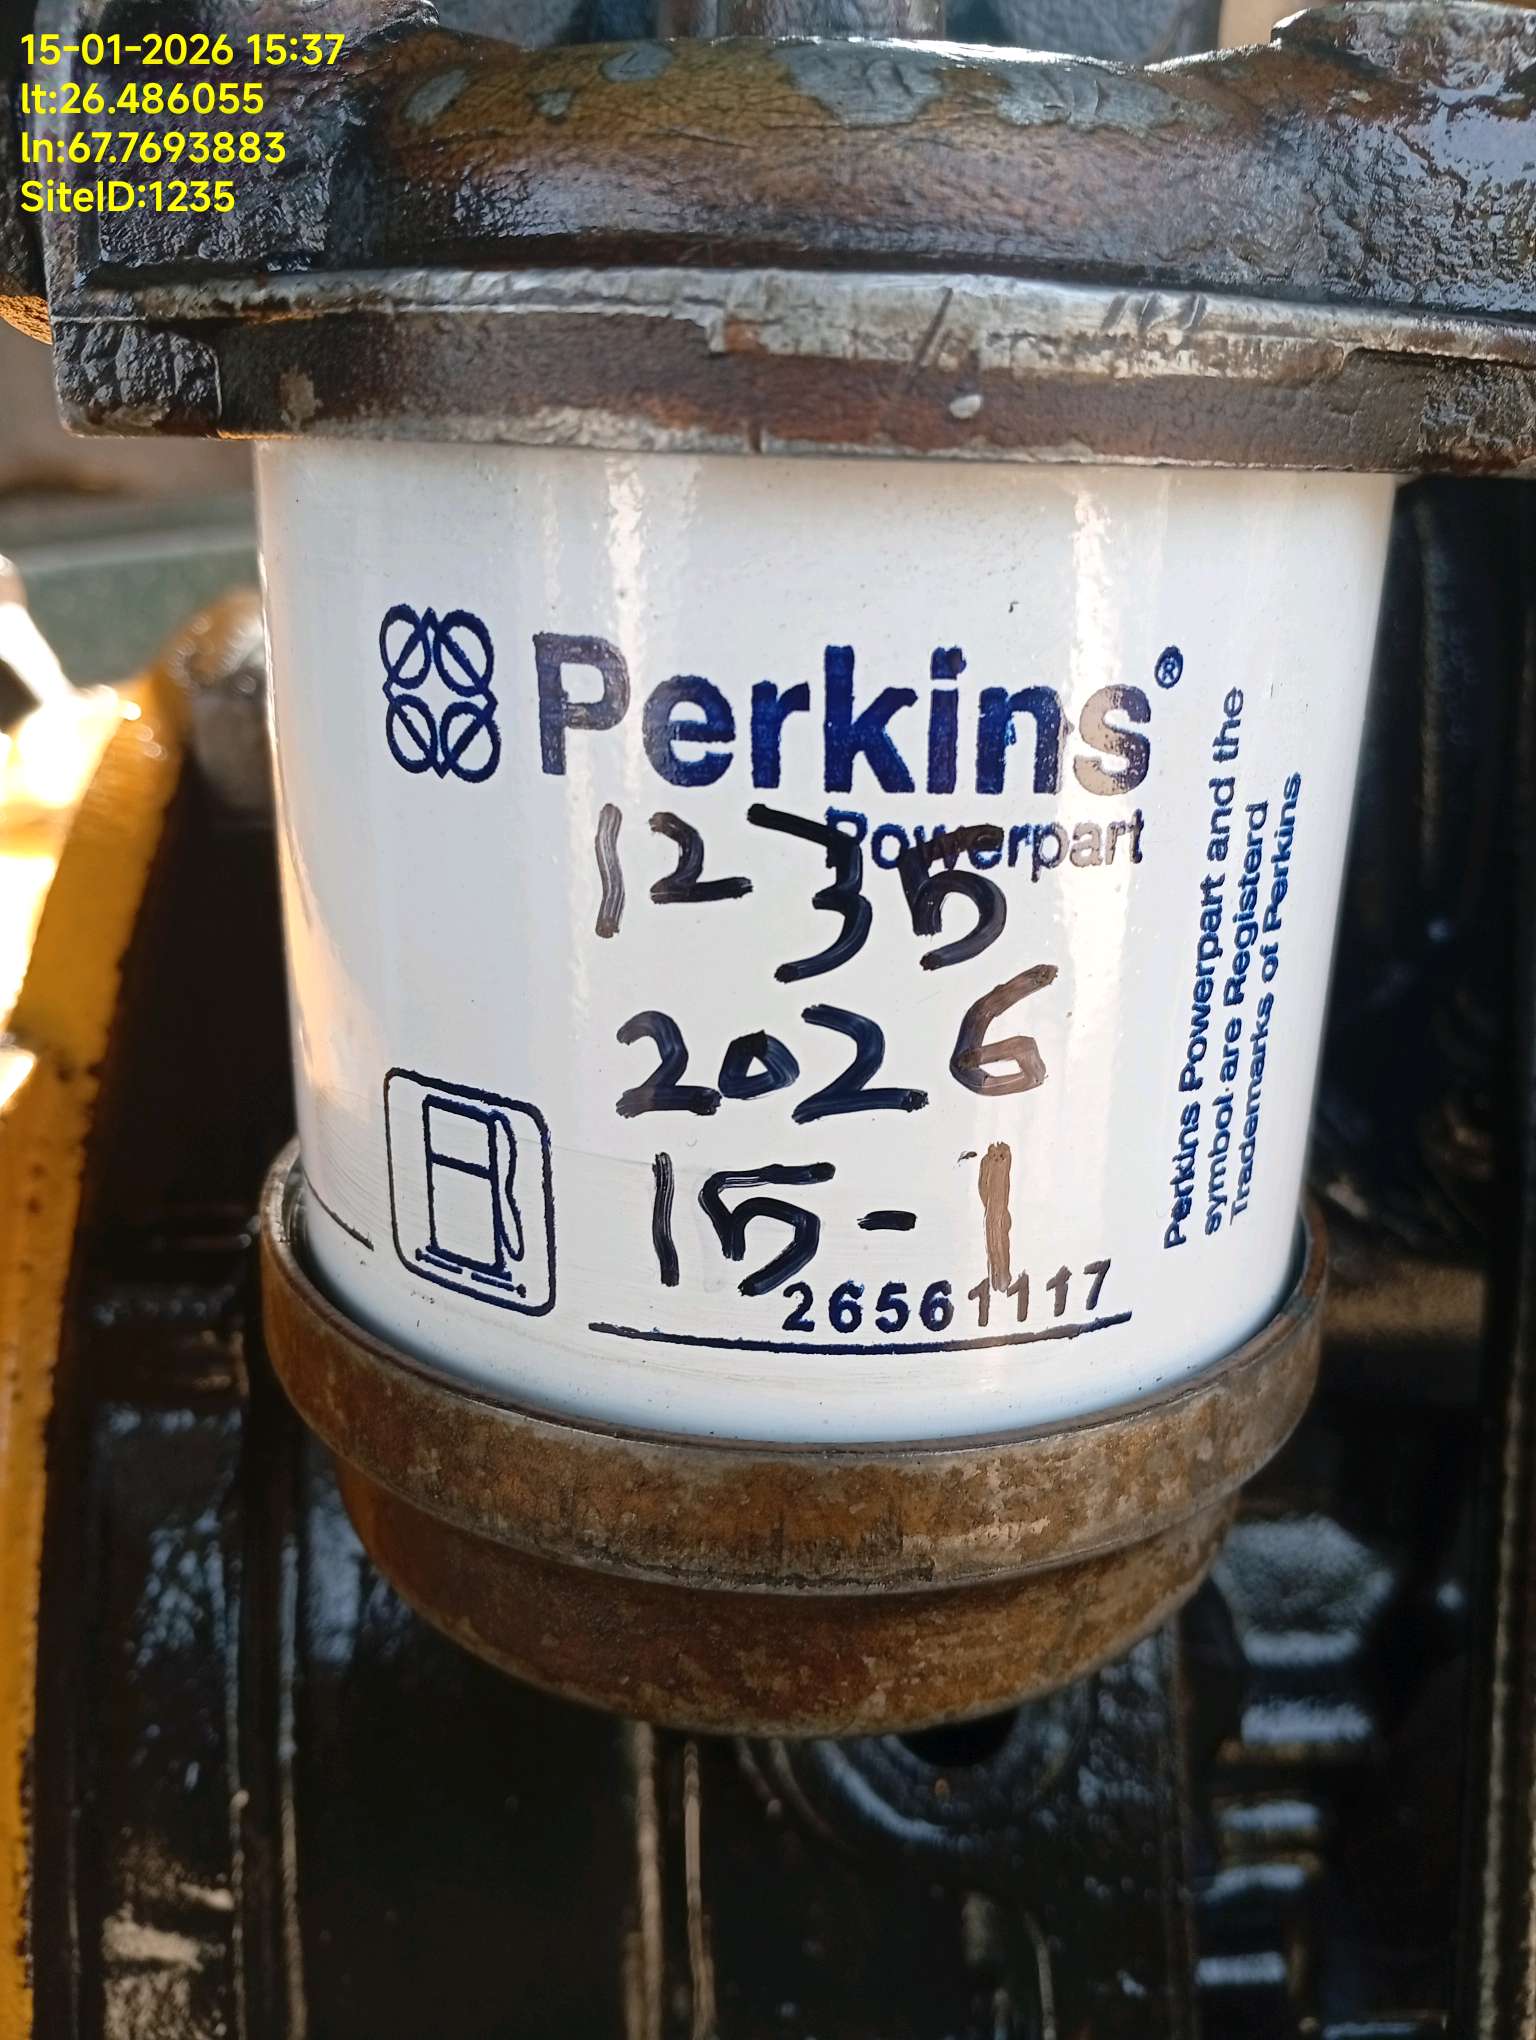 15-01-2026 15:37
lt:26.486055
ln:67.7693883
SiteID:1235
Perkins®
Powerpart
1235
2026
15-1
26561117
Perkins Powerpart and the
symbol are Registerd
Trademarks of Perkins